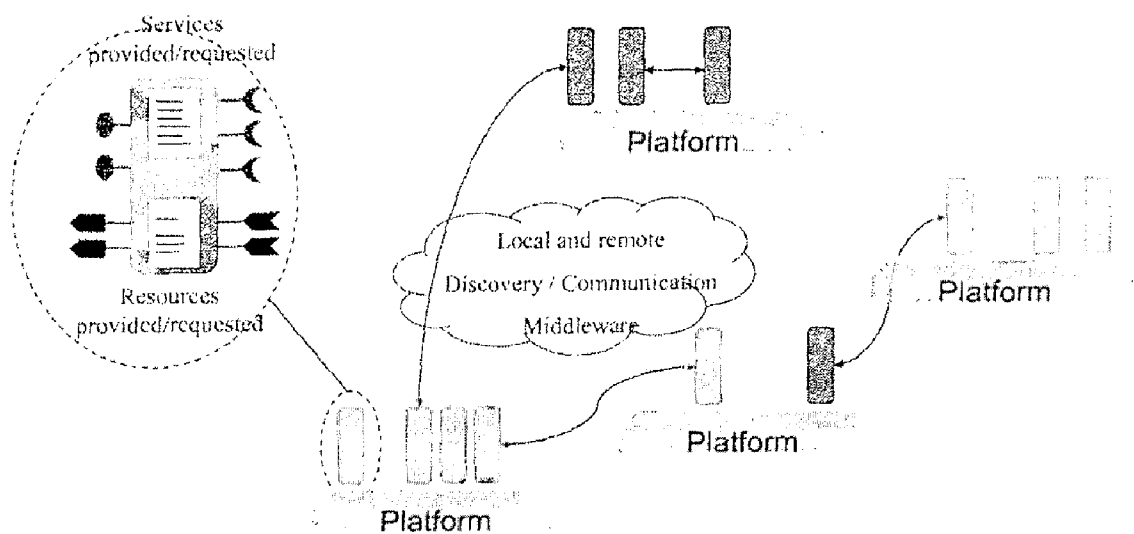 Services
provided/requested
Platform
Local and remote
Discovery / Communication
Middleware
Platform
Resources
provided/requested
Platform
Platform